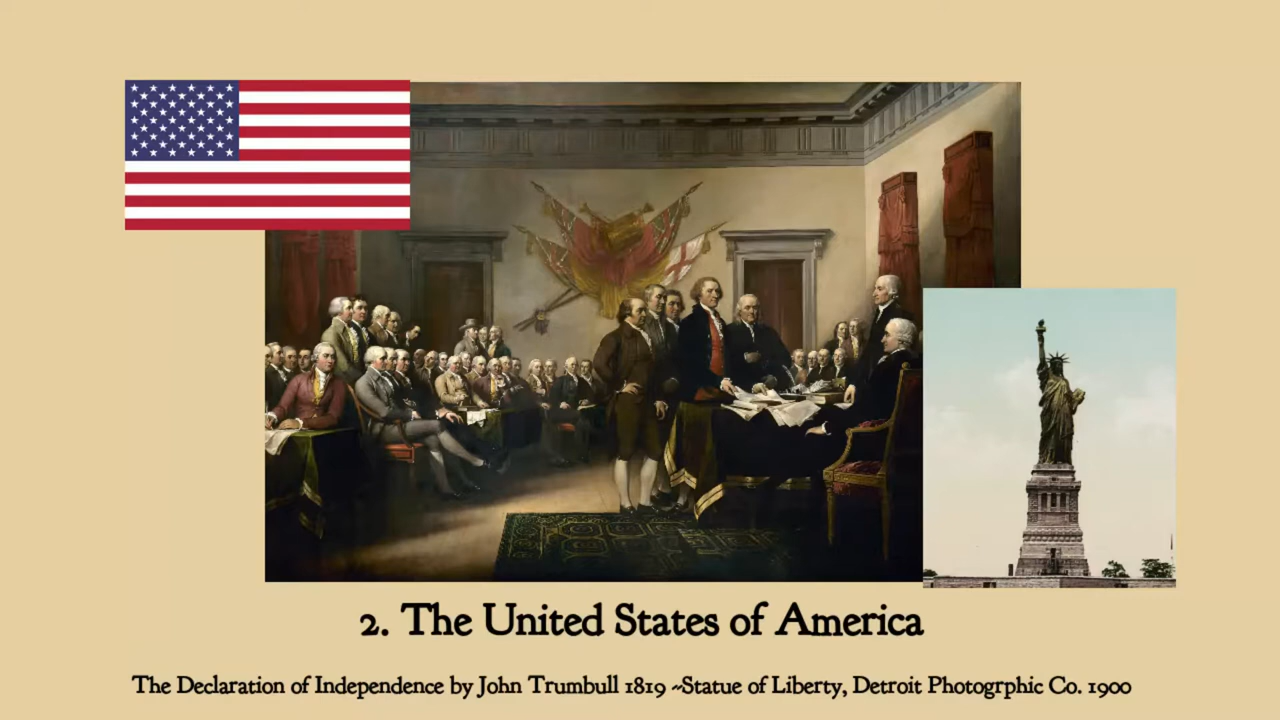 2. The United States of America
The Declaration of Independence by John Trumbull 1819 ~Statue of Liberty, Detroit Photogrphic Co. 1900